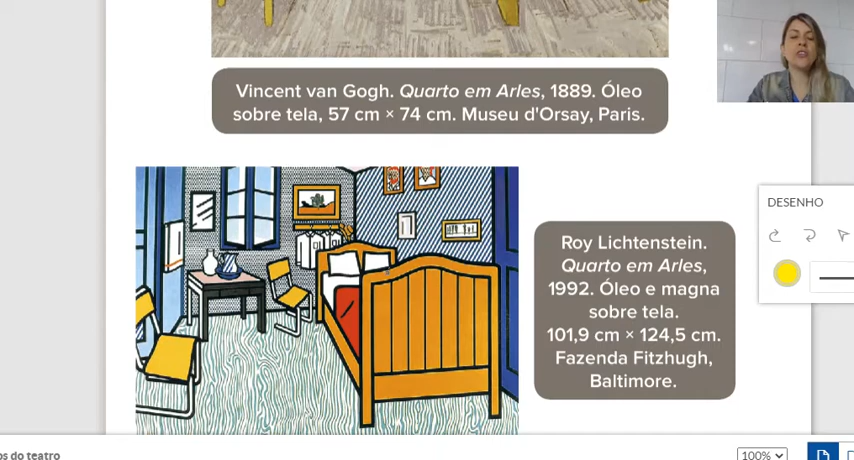 Vincent van Gogh. Quarto em Arles, 1889. Óleo
sobre tela, 57 cm × 74 cm. Museu d'Orsay, Paris.
DESENHO
Roy Lichtenstein.
Quarto em Arles,
1992. Óleo e magna
sobre tela.
101,9 cm × 124,5 cm.
Fazenda Fitzhugh,
Baltimore.
os do teatro
100%